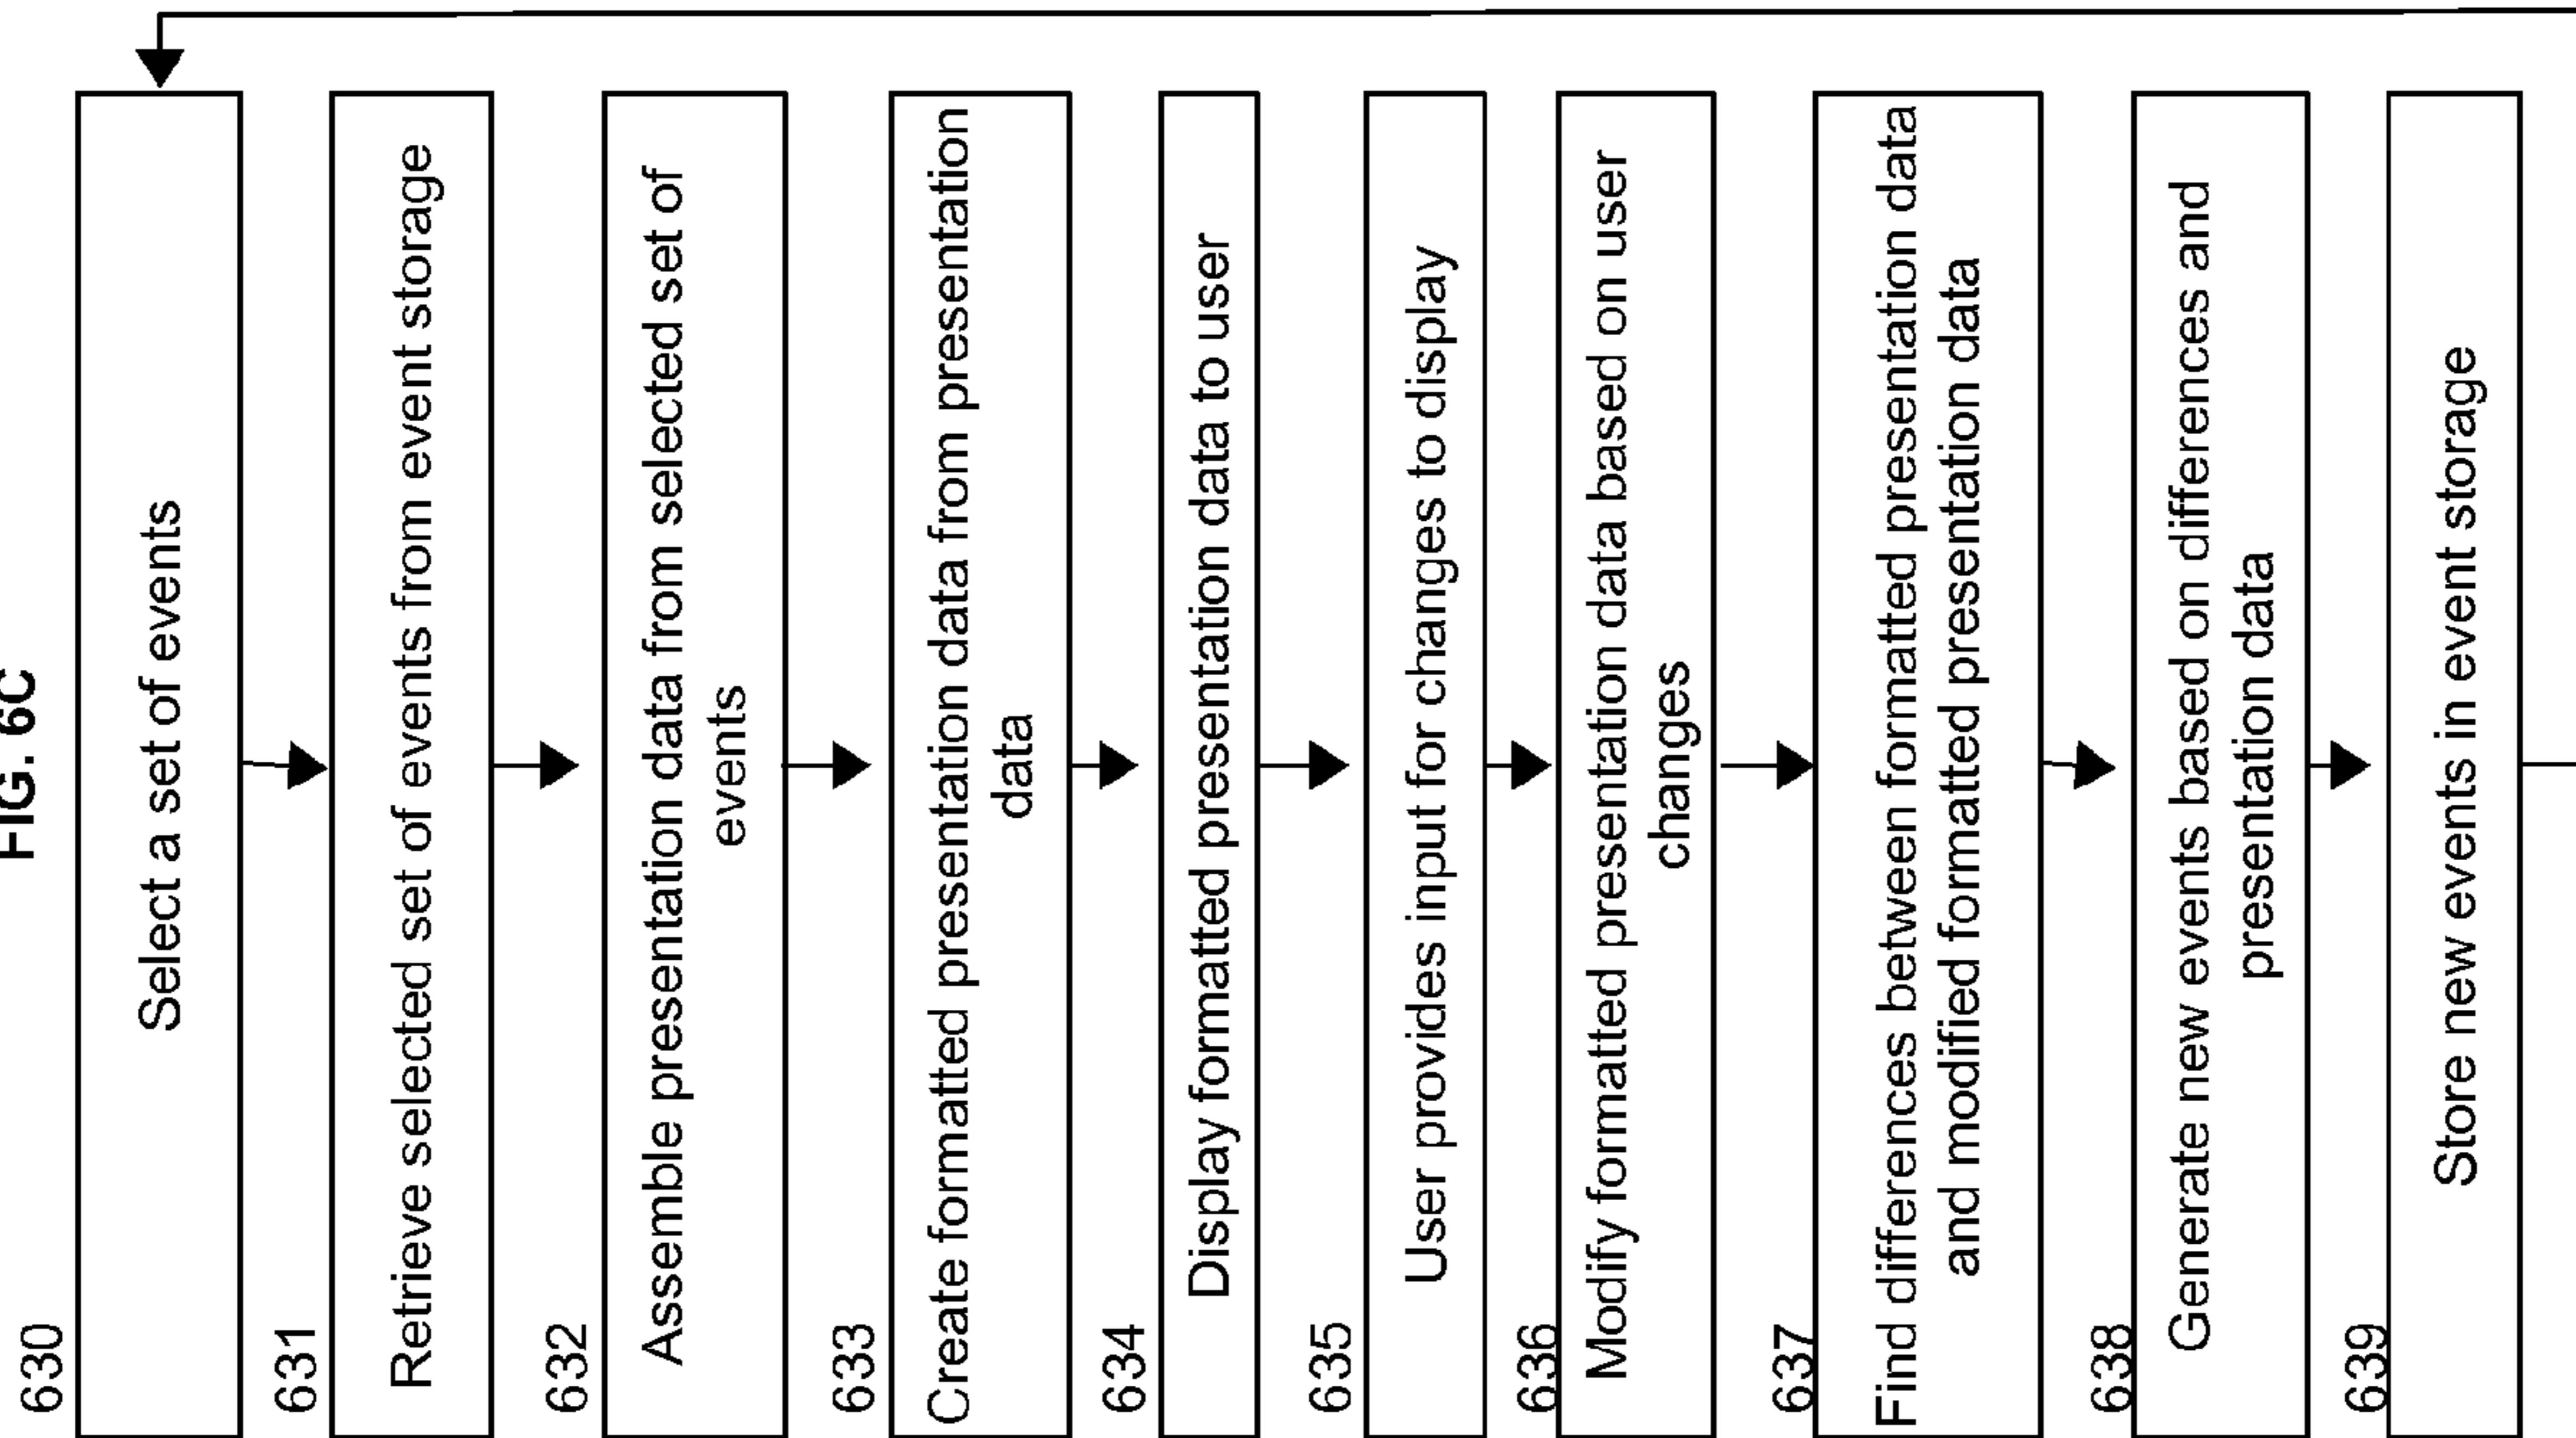 FIG. 6C
630
Select a set of events
631
Retrieve selected set of events from event storage
632
Assemble presentation data from selected set of
events
633
Create formatted presentation data from presentation
data
634
Display formatted presentation data to user
635
User provides input for changes to display
636
Modify formatted presentation data based on user
changes
637
Find differences between formatted presentation data
and modified formatted presentation data
638
Generate new events based on differences and
presentation data
639
Store new events in event storage